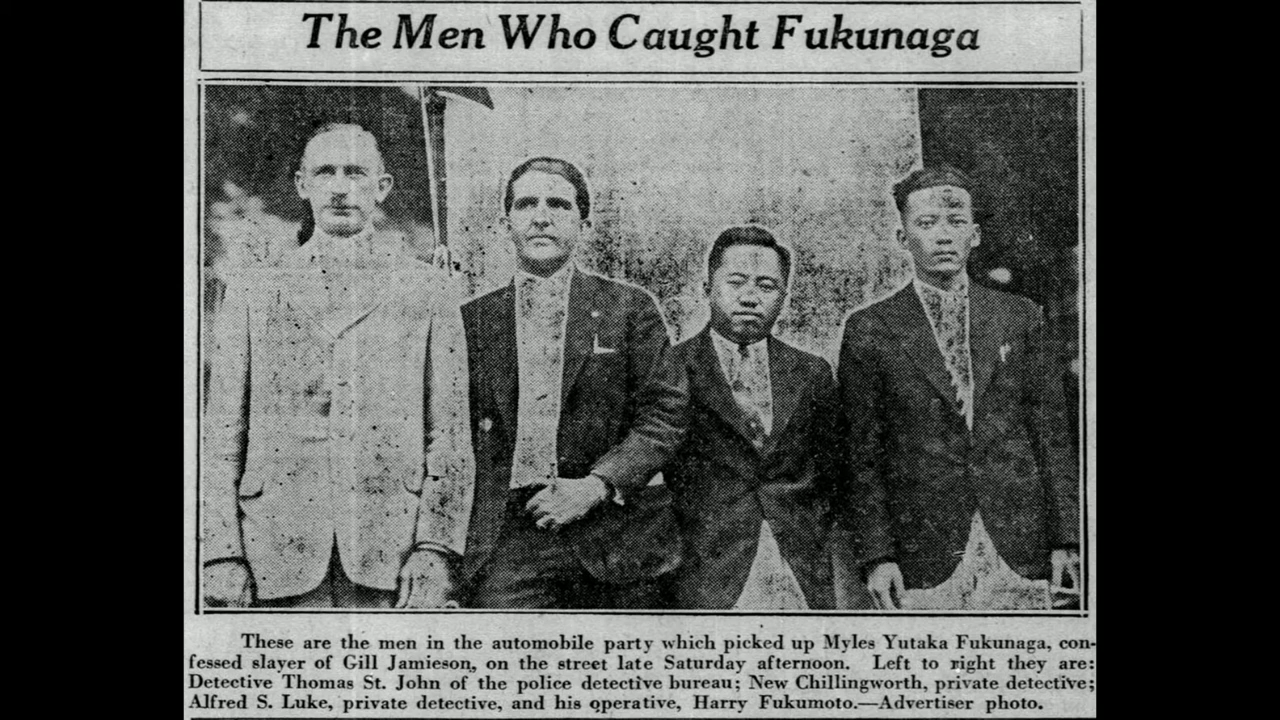 The Men Who Caught Fukunaga
These are the men in the automobile party which picked up Myles Yutaka Fukunaga, con-
fessed slayer of Gill Jamieson, on the street late Saturday afternoon. Left to right they are:
Detective Thomas St. John of the police detective bureau; New Chillingworth, private detective;
Alfred S. Luke, private detective, and his operative, Harry Fukumoto.—Advertiser photo.